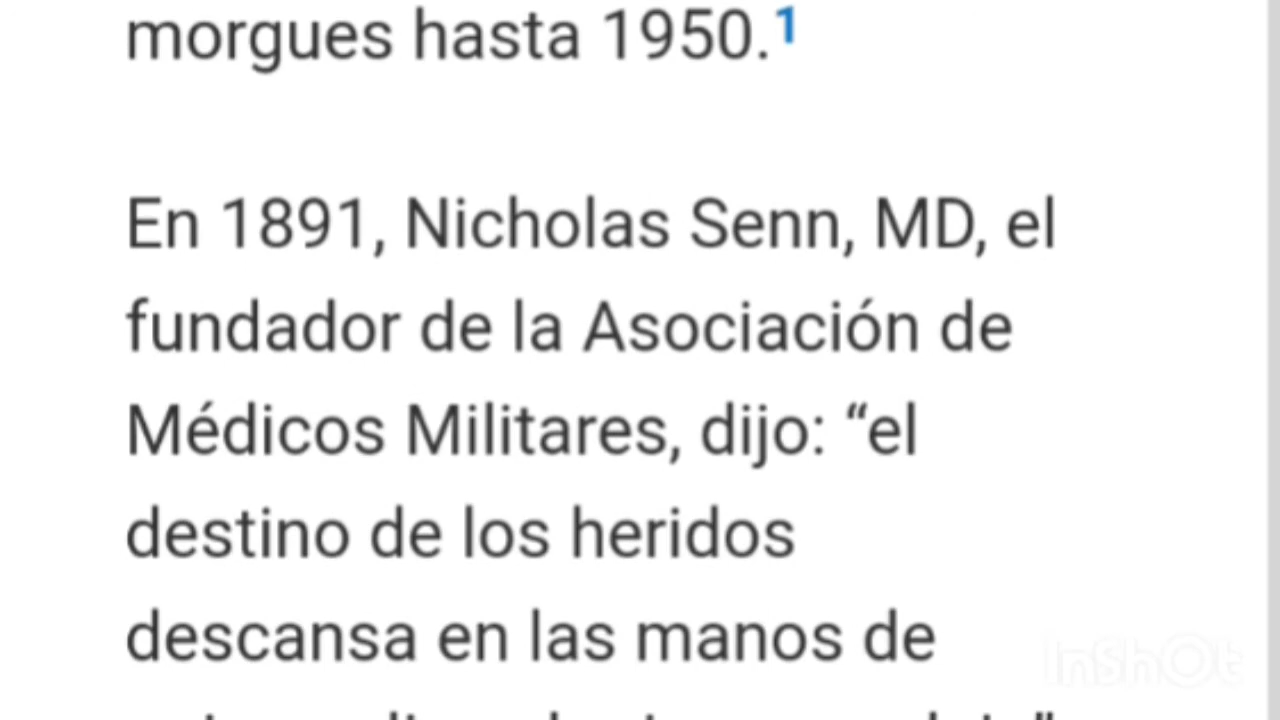 morgues hasta 1950.1
En 1891, Nicholas Senn, MD, el
fundador de la Asociación de
Médicos Militares, dijo: “el
destino de los heridos
descansa en las manos de
InShOt